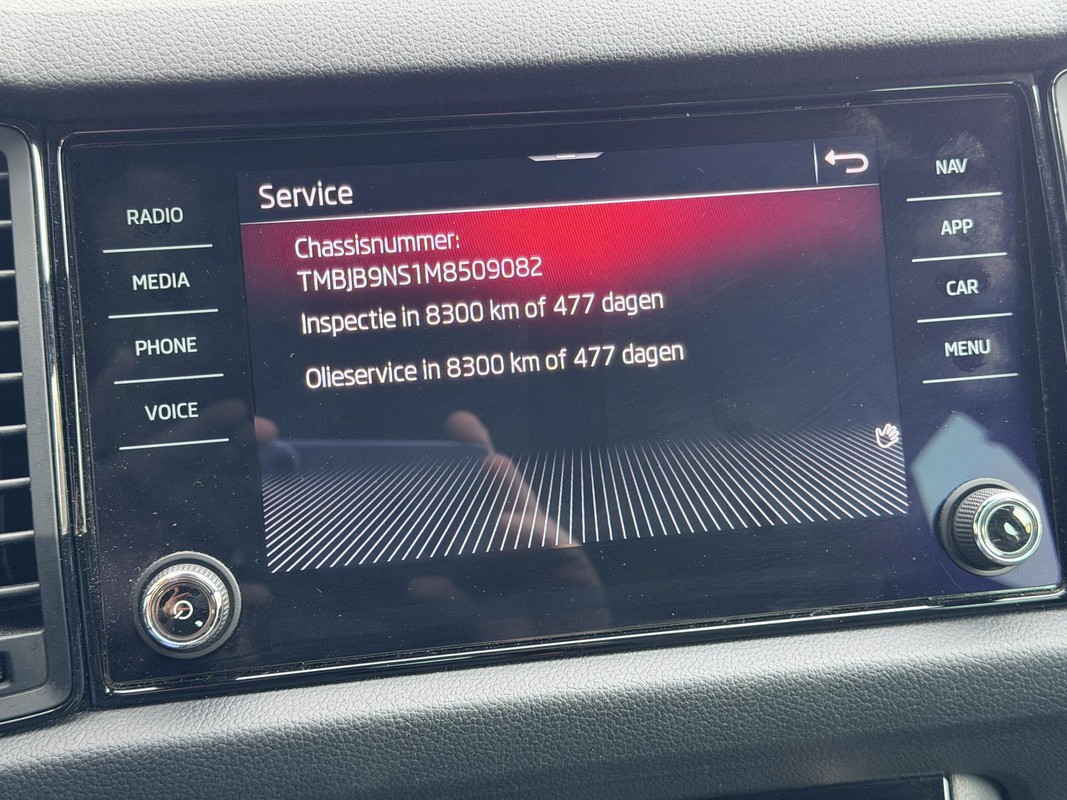 Service
RADIO
MEDIA
PHONE
VOICE
Chassisnummer:
TMBJB9NS1M8509082
Inspectie in 8300 km of 477 dagen
Olieservice in 8300 km of 477 dagen
NAV
APP
CAR
MENU